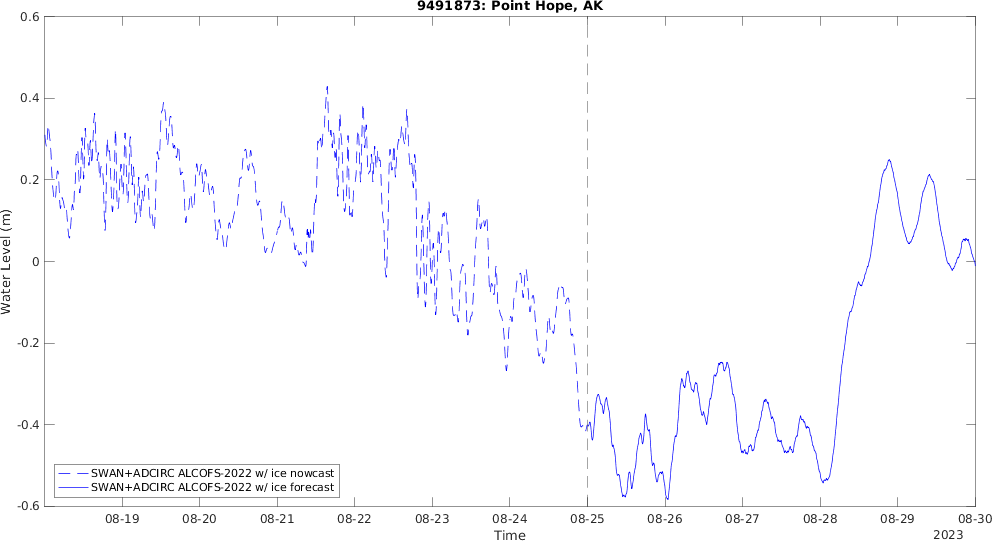 9491873: Point Hope, AK
0.6
0.4
0.2
0
-0.2
-0.4
-0.6
Water Level (m)
SWAN+ADCIRC ALCOFS-2022 w/ ice nowcast
SWAN+ADCIRC ALCOFS-2022 w/ ice forecast
08-19 08-20 08-21 08-22 08-23 08-24 08-25 08-26 08-27 08-28 08-29 08-30
Time
2023